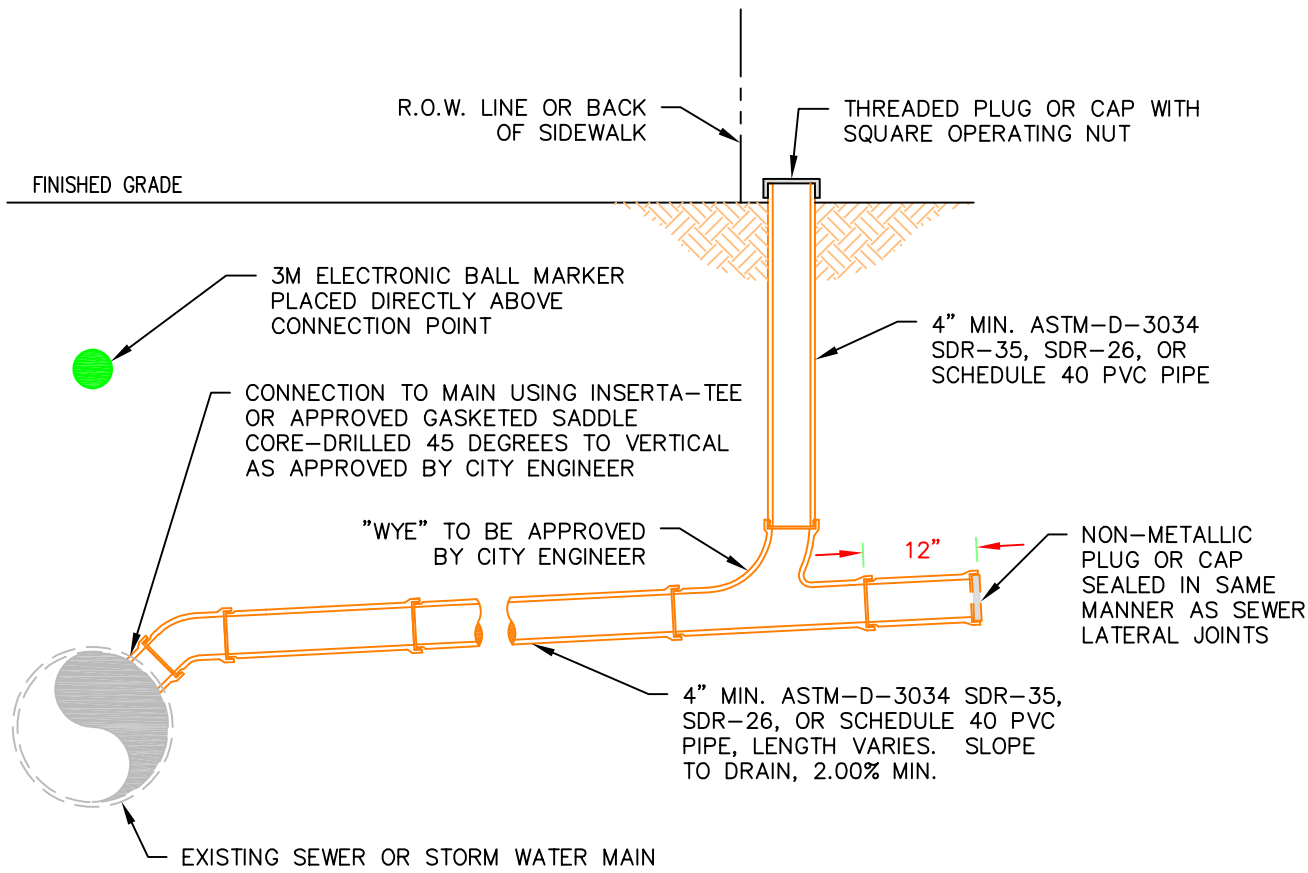 R.O.W. LINE OR BACK
OF SIDEWALK
THREADED PLUG OR CAP WITH
SQUARE OPERATING NUT
FINISHED GRADE
3M ELECTRONIC BALL MARKER
PLACED DIRECTLY ABOVE
CONNECTION POINT
4" MIN. ASTM-D-3034
SDR-35, SDR-26, OR
SCHEDULE 40 PVC PIPE
CONNECTION TO MAIN USING INSERTA-TEE
OR APPROVED GASKETED SADDLE
CORE-DRILLED 45 DEGREES TO VERTICAL
AS APPROVED BY CITY ENGINEER
"WYE" TO BE APPROVED
BY CITY ENGINEER
12"
NON-METALLIC
PLUG OR CAP
SEALED IN SAME
MANNER AS SEWER
LATERAL JOINTS
4" MIN. ASTM-D-3034 SDR-35,
SDR-26, OR SCHEDULE 40 PVC
PIPE, LENGTH VARIES. SLOPE
TO DRAIN, 2.00% MIN.
EXISTING SEWER OR STORM WATER MAIN